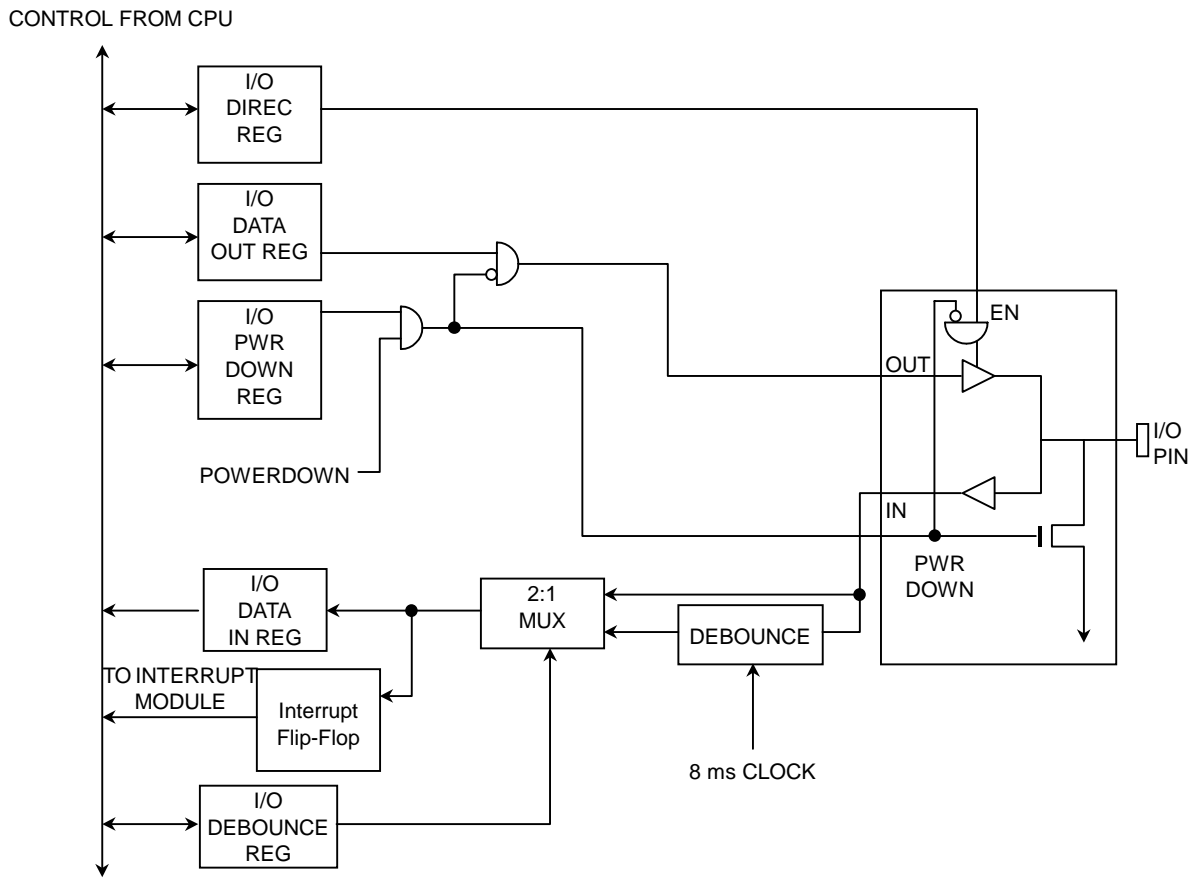 CONTROL FROM CPU
I/O
DIREC
REG
I/O
DATA
OUT REG
I/O
PWR
DOWN
REG
POWERDOWN
EN
OUT
I/O
PIN
IN
PWR
DOWN
I/O
DATA
IN REG
2:1
MUX
DEBOUNCE
TO INTERRUPT
MODULE
Interrupt
Flip-Flop
8 ms CLOCK
I/O
DEBOUNCE
REG